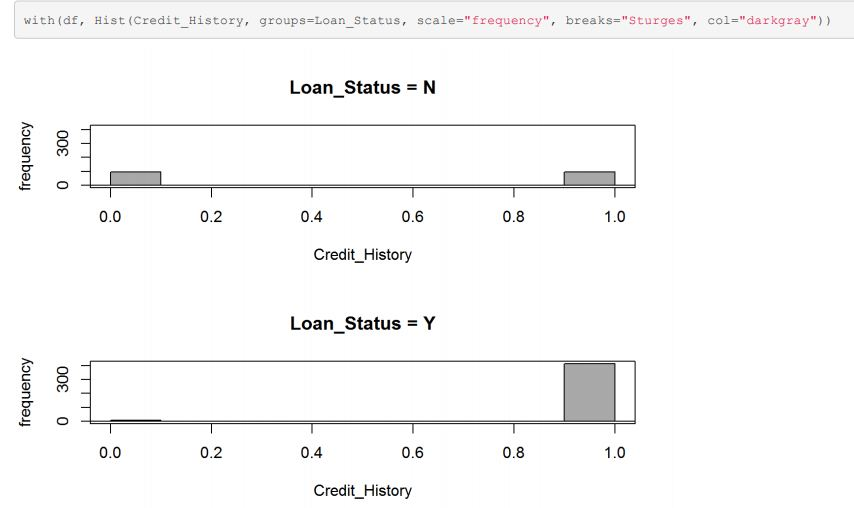 with(df, Hist(Credit_History, groups=Loan_Status, scale="frequency", breaks="Sturges", col="darkgray"))
Loan_Status = N
frequency
300
0
0.0 0.2 0.4 0.6 0.8 1.0
Credit_History
Loan_Status = Y
frequency
300
0
0.0 0.2 0.4 0.6 0.8 1.0
Credit_History